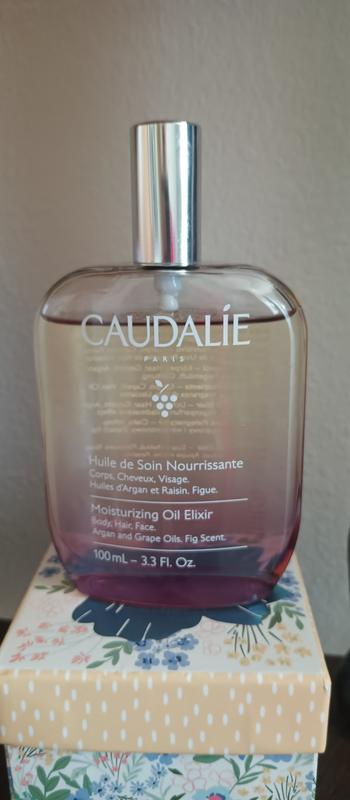 CAUDALÍE
PARIS
Huile de Soin Nourrissante
Corps, Cheveux, Visage.
Huiles d'Argan et Raisin. Figue.
Moisturizing Oil Elixir
Body, Hair, Face.
Argan and Grape Oils. Fig Scent.
100 mL – 3.3 Fl. Oz.